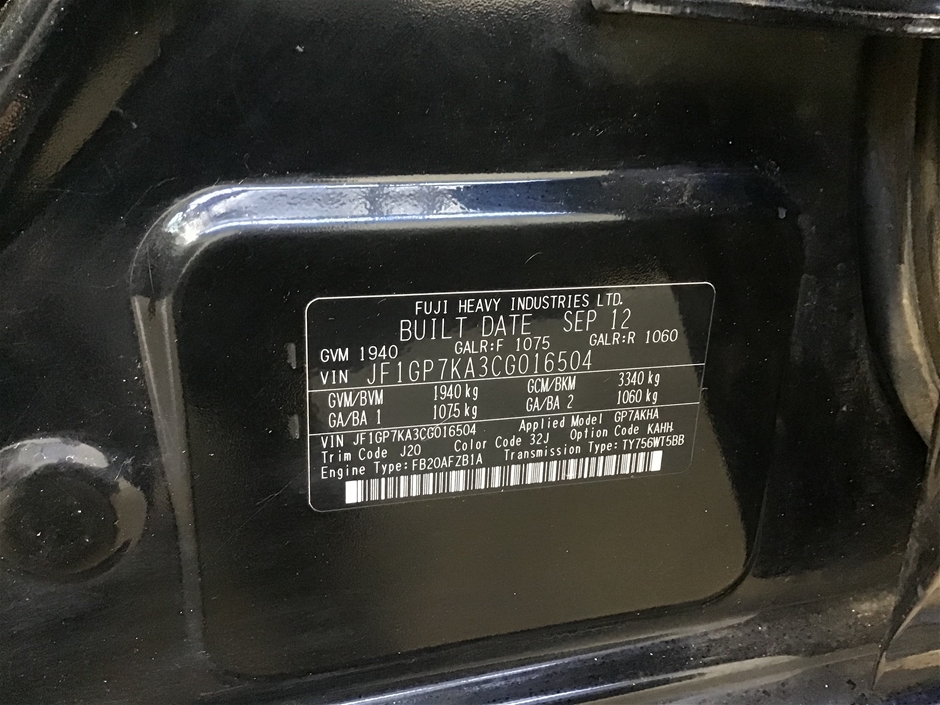 FUJI HEAVY INDUSTRIES LTD.
BUILT DATE SEP 12
GVM 1940 GALR:F 1075 GALR:R 1060
VIN JF1GP7KA3CG016504
GVM/BVM 1940 kg GCM/BKM 3340 kg
GA/BA 1 1075 kg GA/BA 2 1060 kg
VIN JF1GP7KA3CG016504 Applied Model GP7AKHA
Trim Code J20 Color Code 32J Option Code KAHH
Engine Type:FB20AFZB1A Transmission Type:TY756WT5BB